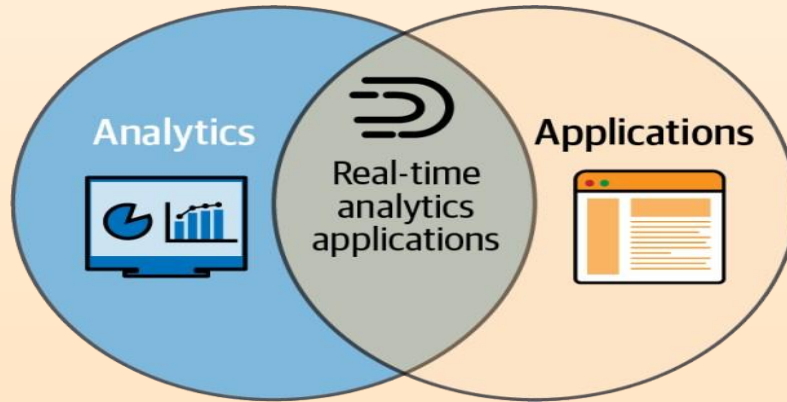 Analytics
Real-time
analytics
applications
Applications